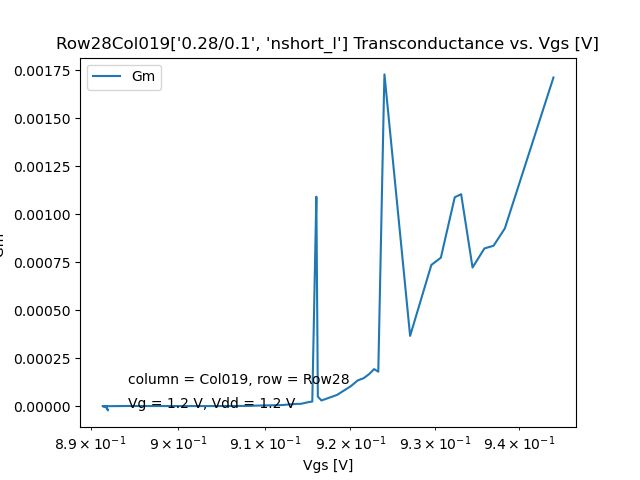 Row28Col019['0.28/0.1', 'nshort_l'] Transconductance vs. Vgs [V]
Gm
0.00175
0.00150
0.00125
0.00100
0.00075
0.00050
0.00025
0.00000
column = Col019, row = Row28
Vg = 1.2 V, Vdd = 1.2 V
8.9 × 10⁻¹ 9 × 10⁻¹ 9.1 × 10⁻¹ 9.2 × 10⁻¹ 9.3 × 10⁻¹ 9.4 × 10⁻¹
Vgs [V]